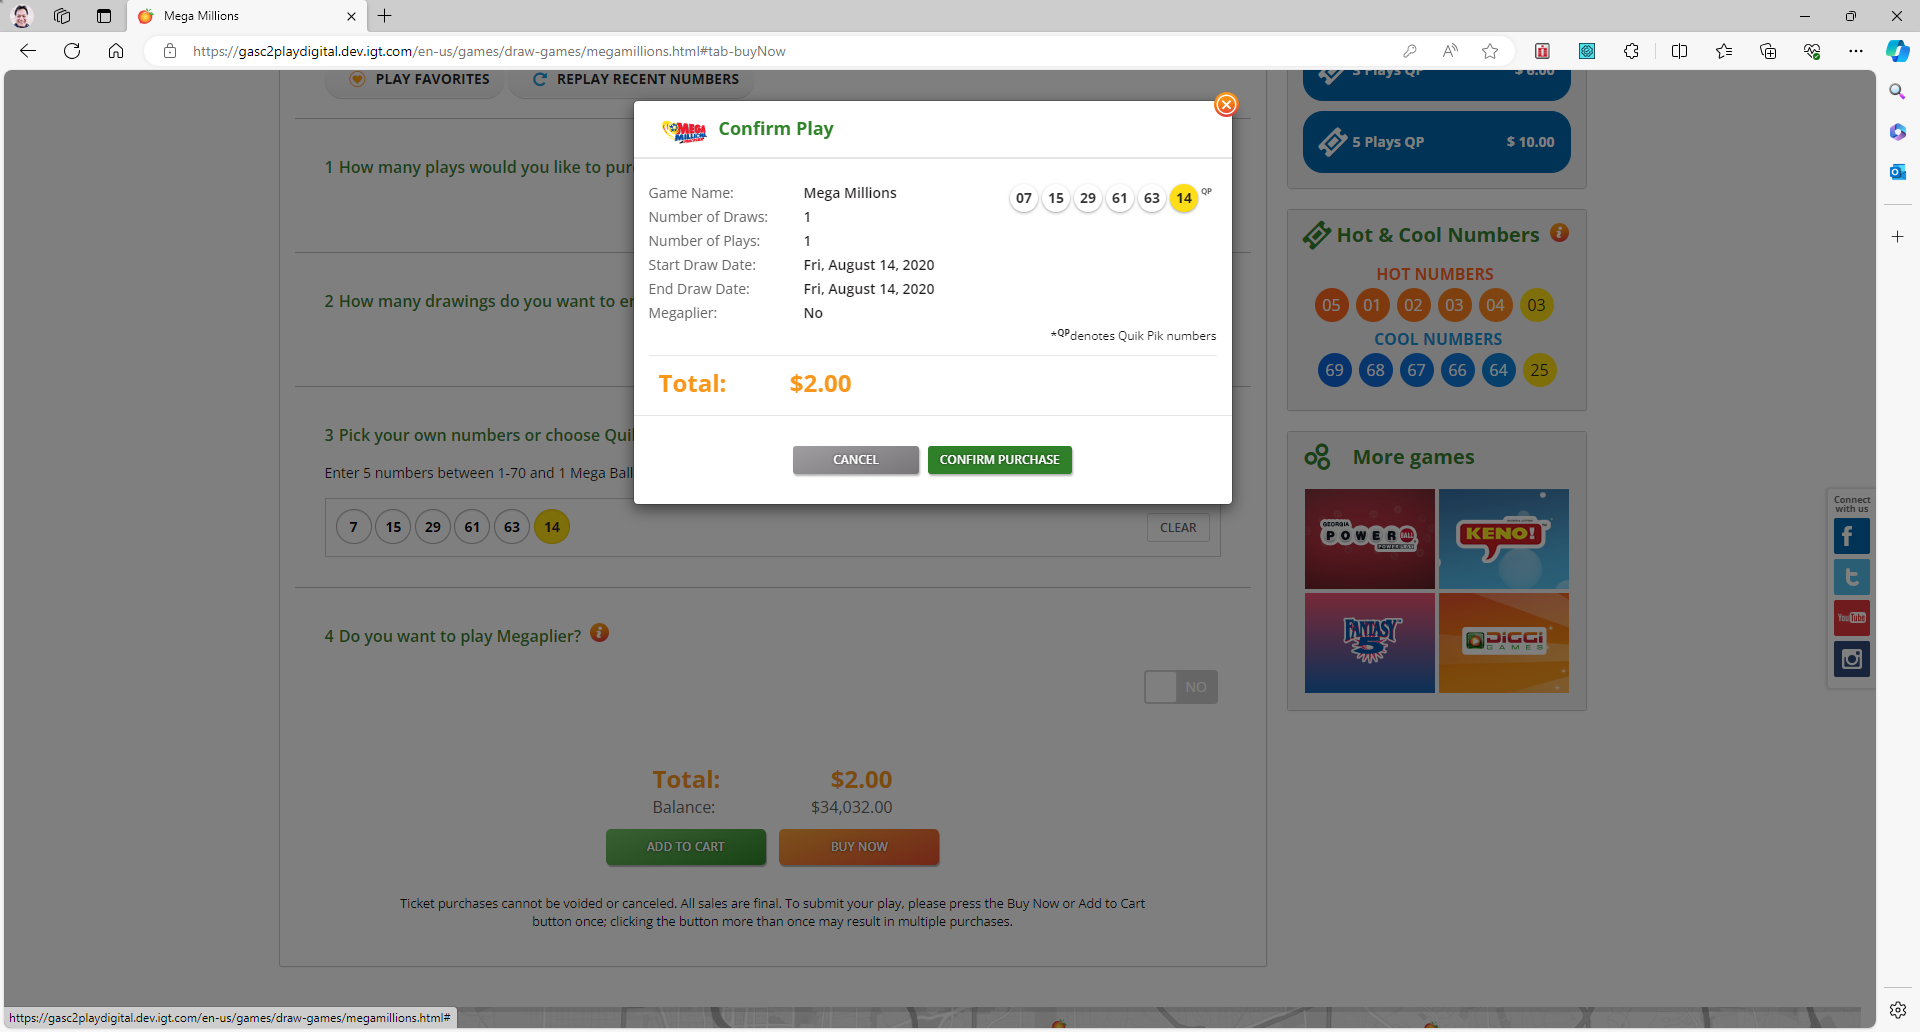 Mega Millions
https://gasc2playdigital.dev.igt.com/en-us/games/draw-games/megamillions.html#tab-buyNow
PLAY FAVORITES
REPLAY RECENT NUMBERS
1 How many plays would you like to pur
2 How many drawings do you want to en
3 Pick your own numbers or choose Quil
Enter 5 numbers between 1-70 and 1 Mega Ball
7 15 29 61 63 14
CLEAR
4 Do you want to play Megaplier?
NO
Total: $2.00
Balance: $34,032.00
ADD TO CART
BUY NOW
Ticket purchases cannot be voided or canceled. All sales are final. To submit your play, please press the Buy Now or Add to Cart
button once; clicking the button more than once may result in multiple purchases.
MEGA
MILLIONS
Confirm Play
Game Name: Mega Millions
Number of Draws: 1
Number of Plays: 1
Start Draw Date: Fri, August 14, 2020
End Draw Date: Fri, August 14, 2020
Megaplier: No
07 15 29 61 63 14 QP
*QPdenotes Quik Pik numbers
Total: $2.00
CANCEL
CONFIRM PURCHASE
3 Plays QP $ 6.00
5 Plays QP $ 10.00
Hot & Cool Numbers
HOT NUMBERS
05 01 02 03 04 03
COOL NUMBERS
69 68 67 66 64 25
More games
GEORGIA
POWERBALL
KENO!
FANTASY
5
DiGGi
GAMES
Connect
with us
YouTube
https://gasc2playdigital.dev.igt.com/en-us/games/draw-games/megamillions.html#